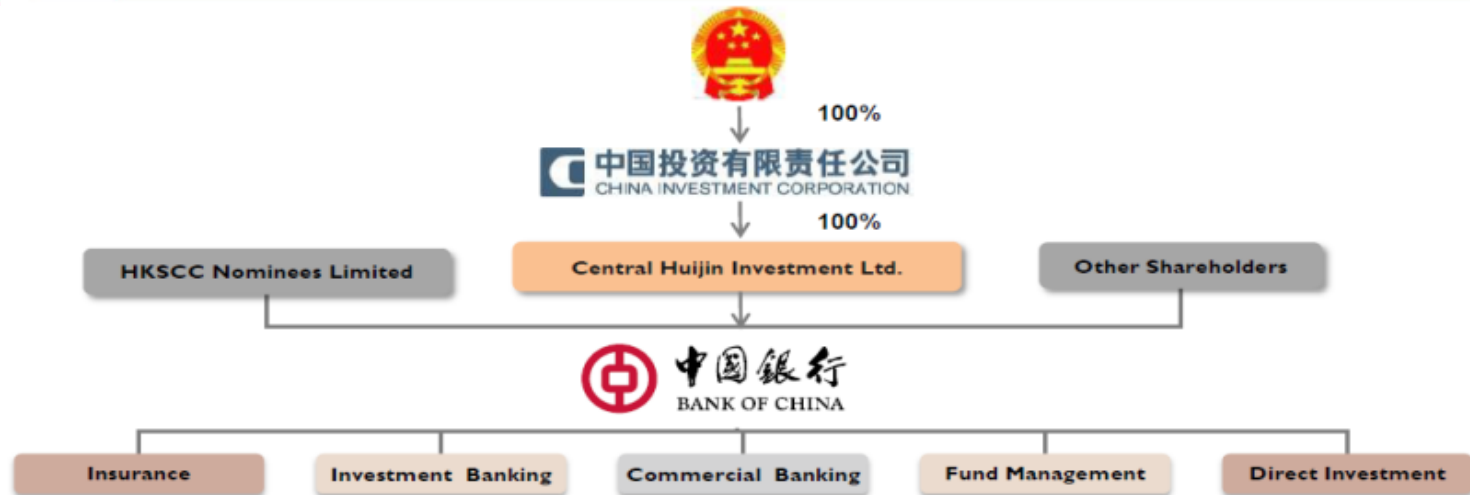 100%
中国投资有限责任公司
CHINA INVESTMENT CORPORATION
100%
HKSCC Nominees Limited
Central Huijin Investment Ltd.
Other Shareholders
中國銀行
BANK OF CHINA
Insurance
Investment Banking
Commercial Banking
Fund Management
Direct Investment